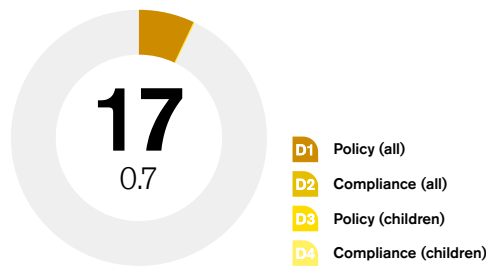 17
0.7
D1 Policy (all)
D2 Compliance (all)
D3 Policy (children)
D4 Compliance (children)